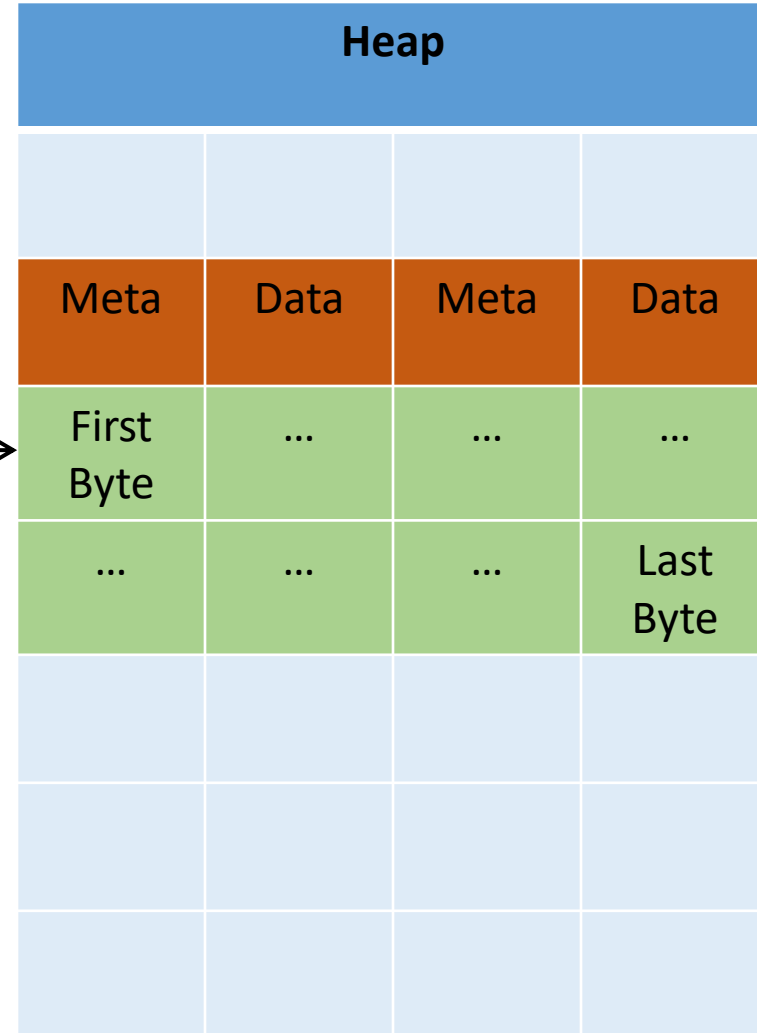 Heap
Meta Data Meta Data
First
Byte
… … …
… … …
Last
Byte